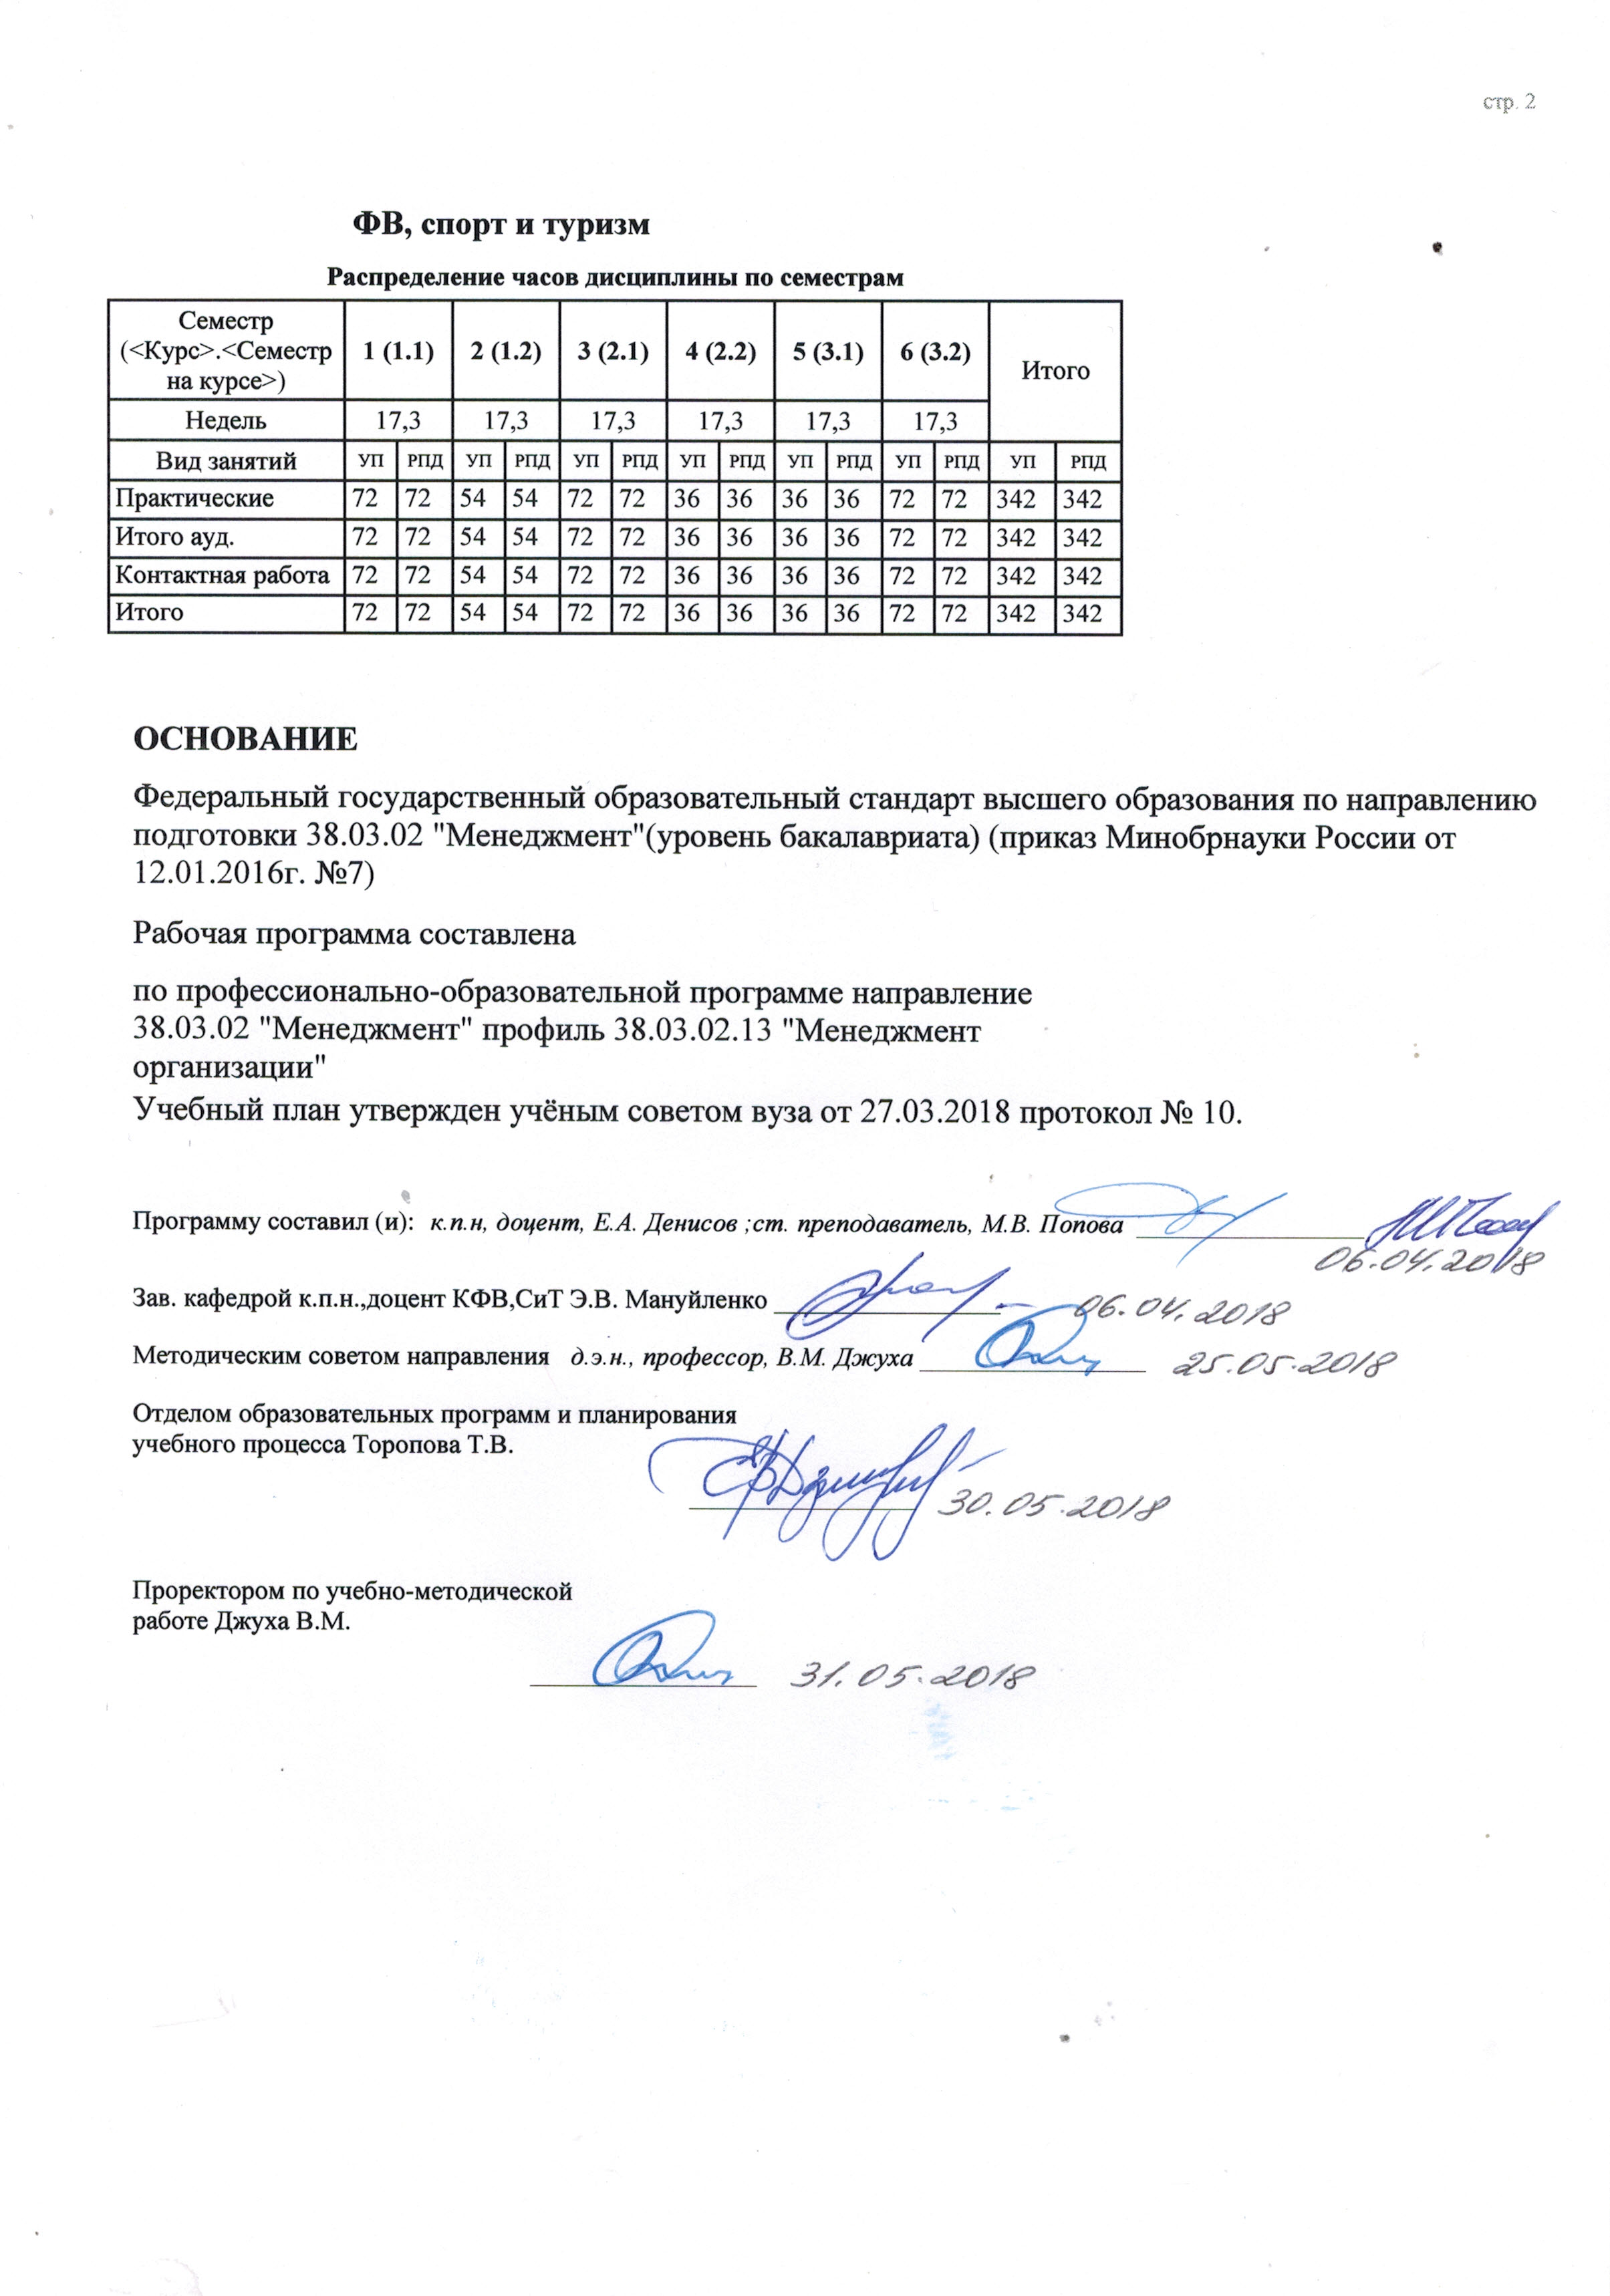 стр. 2
ФВ, спорт и туризм
Распределение часов дисциплины по семестрам
Семестр
(<Курс>.<Семестр
на курсе>) 1 (1.1) 2 (1.2) 3 (2.1) 4 (2.2) 5 (3.1) 6 (3.2) Итого
Недель 17,3 17,3 17,3 17,3 17,3 17,3
Вид занятий УП РПД УП РПД УП РПД УП РПД УП РПД УП РПД УП РПД
Практические 72 72 54 54 72 72 36 36 36 36 72 72 342 342
Итого ауд. 72 72 54 54 72 72 36 36 36 36 72 72 342 342
Контактная работа 72 72 54 54 72 72 36 36 36 36 72 72 342 342
Итого 72 72 54 54 72 72 36 36 36 36 72 72 342 342
ОСНОВАНИЕ
Федеральный государственный образовательный стандарт высшего образования по направлению
подготовки 38.03.02 "Менеджмент"(уровень бакалавриата) (приказ Минобрнауки России от
12.01.2016г. №7)
Рабочая программа составлена
по профессионально-образовательной программе направление
38.03.02 "Менеджмент" профиль 38.03.02.13 "Менеджмент
организации"
Учебный план утвержден учёным советом вуза от 27.03.2018 протокол № 10.
Программу составил (и): к.п.н, доцент, Е.А. Денисов ;ст. преподаватель, М.В. Попова
06.04.2018
Зав. кафедрой к.п.н.,доцент КФВ,СиТ Э.В. Мануйленко 06.04.2018
Методическим советом направления д.э.н., профессор, В.М. Джуха 25.05.2018
Отделом образовательных программ и планирования
учебного процесса Торопова Т.В.
30.05.2018
Проректором по учебно-методической
работе Джуха В.М.
31.05.2018